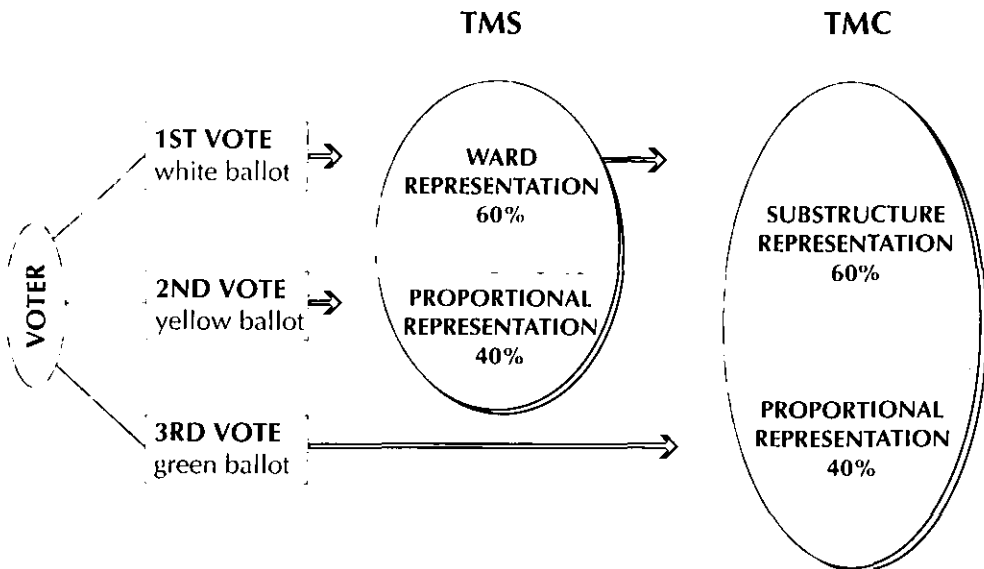 TMS
TMC
VOTER
1ST VOTE
white ballot
2ND VOTE
yellow ballot
3RD VOTE
green ballot
WARD
REPRESENTATION
60%
PROPORTIONAL
REPRESENTATION
40%
SUBSTRUCTURE
REPRESENTATION
60%
PROPORTIONAL
REPRESENTATION
40%